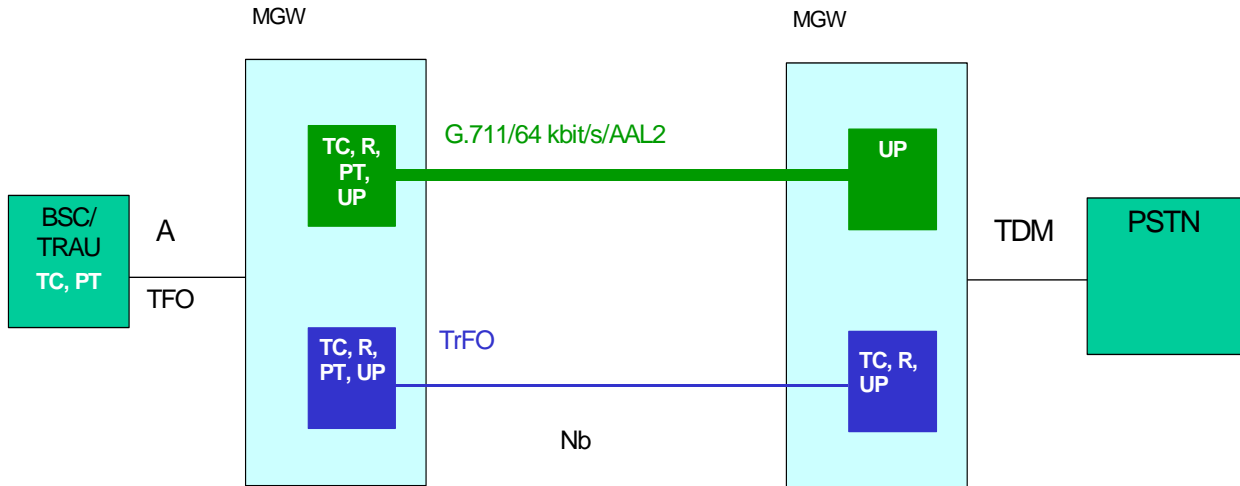 MGW
MGW
G.711/64 kbit/s/AAL2
TC, R,
PT,
UP
UP
BSC/
TRAU
TC, PT
A
TFO
TDM
PSTN
TrFO
TC, R,
PT, UP
TC, R,
UP
Nb